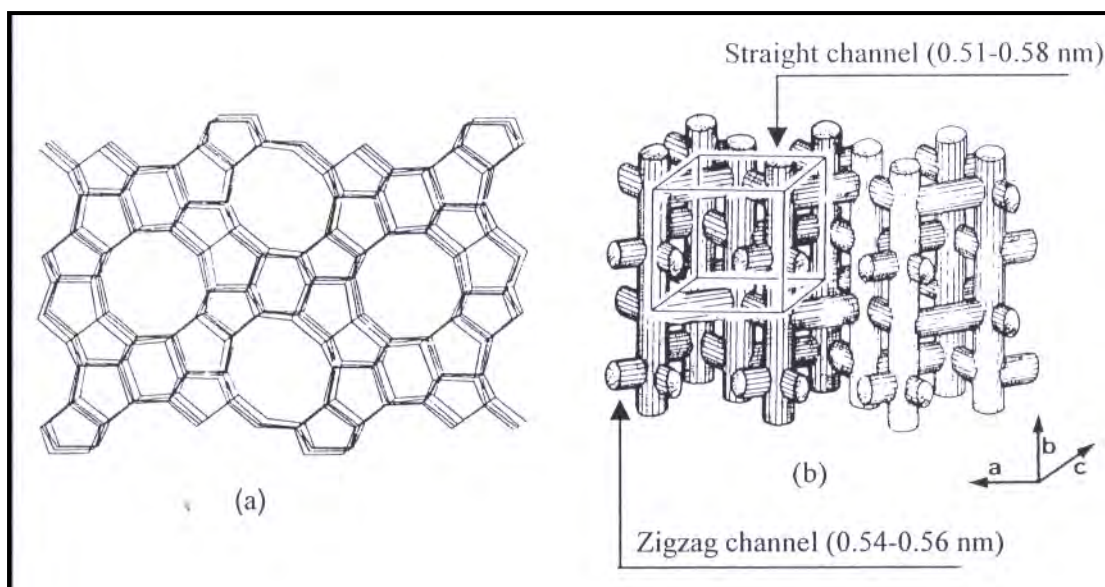 Straight channel (0.51-0.58 nm)
(a)
(b)
a
b
c
Zigzag channel (0.54-0.56 nm)